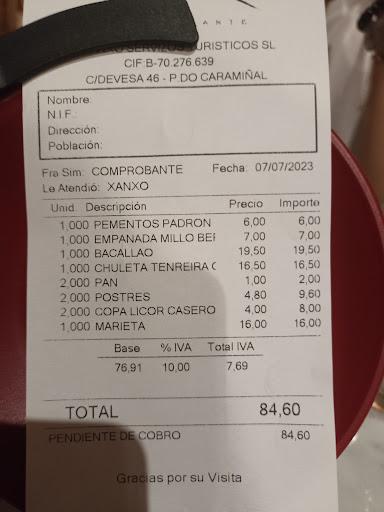 ANTE
SERVIZOS TURISTICOS SL
CIF:B-70.276.639
C/DEVESA 46 - P.DO CARAMIÑAL
Nombre:
N.I.F.:
Dirección:
Población:
Fra Sim: COMPROBANTE Fecha: 07/07/2023
Le Atendió: XANXO
Unid. Descripción Precio Importe
1,000 PEMENTOS PADRON 6,00 6,00
1,000 EMPANADA MILLO BEF 7,00 7,00
1,000 BACALLAO 19,50 19,50
1,000 CHULETA TENREIRA C 16,50 16,50
2,000 PAN 1,00 2,00
2,000 POSTRES 4,80 9,60
2,000 COPA LICOR CASERO 4,00 8,00
1,000 MARIETA 16,00 16,00
Base % IVA Total IVA
76,91 10,00 7,69
TOTAL 84,60
PENDIENTE DE COBRO 84,60
Gracias por su Visita